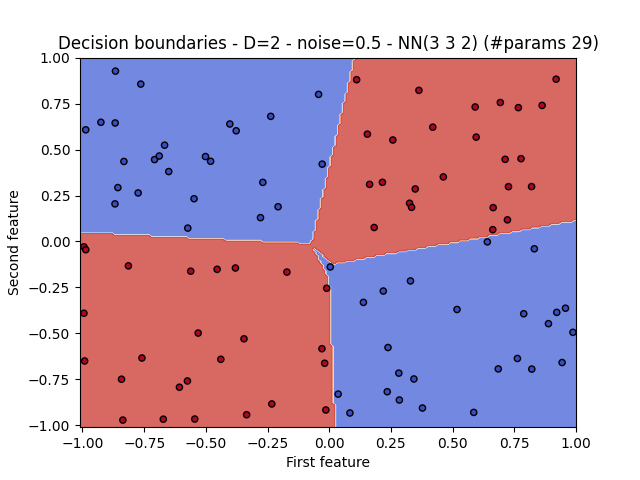 Decision boundaries - D=2 - noise=0.5 - NN(3 3 2) (#params 29)
1.00
0.75
0.50
0.25
0.00
−0.25
−0.50
−0.75
−1.00
Second feature
−1.00 −0.75 −0.50 −0.25 0.00 0.25 0.50 0.75 1.00
First feature